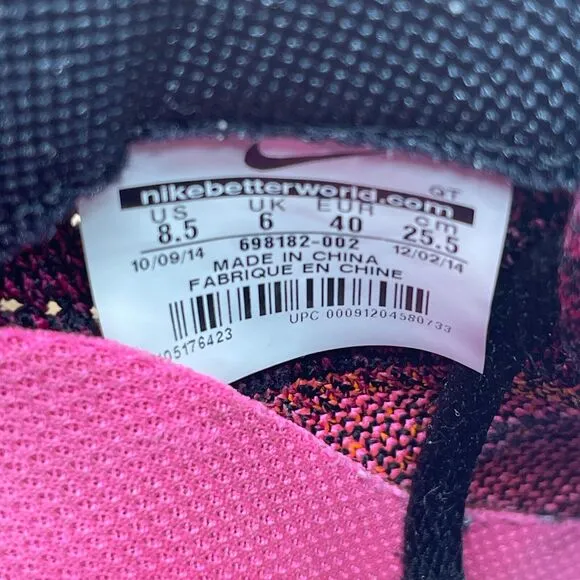 nikebetterworld.com QT
US UK EUR cm
8.5 6 40 25.5
10/09/14 698182-002 12/02/14
MADE IN CHINA
FABRIQUE EN CHINE
UPC 00091204580733